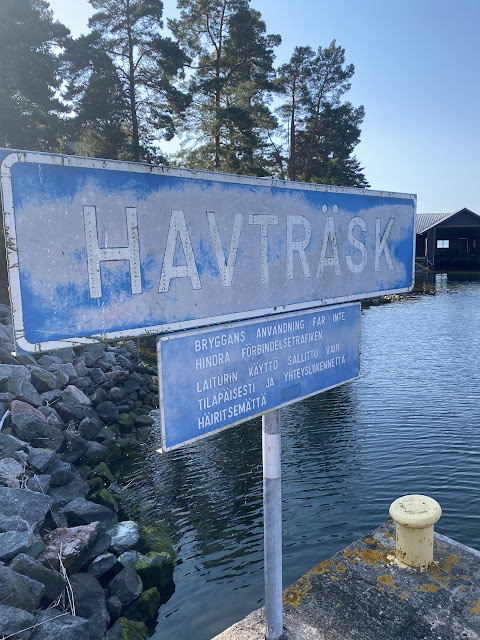 HAVTRÄSK
BRYGGANS ANVÄNDNING FÅR INTE
HINDRA FÖRBINDELSETRAFIKEN
LAITURIN KÄYTTÖ SALLITTU VAIN
TILAPÄISESTI JA YHTEYSLIIKENNETTÄ
HÄIRITSEMÄTTÄ